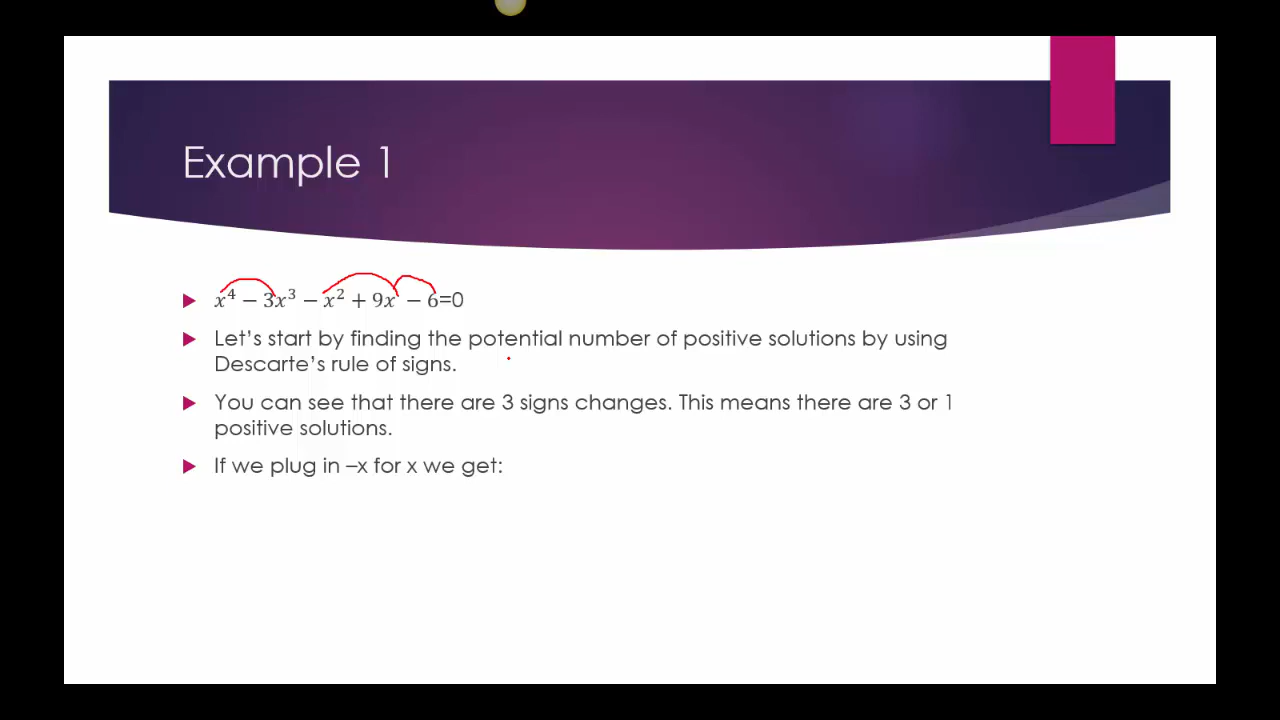 Example 1
x⁴ − 3x³ − x² + 9x − 6=0
Let’s start by finding the potential number of positive solutions by using
Descarte’s rule of signs.
You can see that there are 3 signs changes. This means there are 3 or 1
positive solutions.
If we plug in –x for x we get: